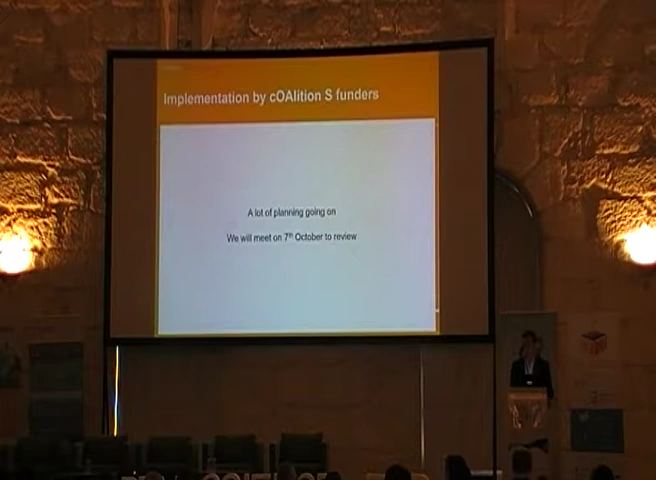 Implementation by cOAlition S funders
A lot of planning going on
We will meet on 7th October to review